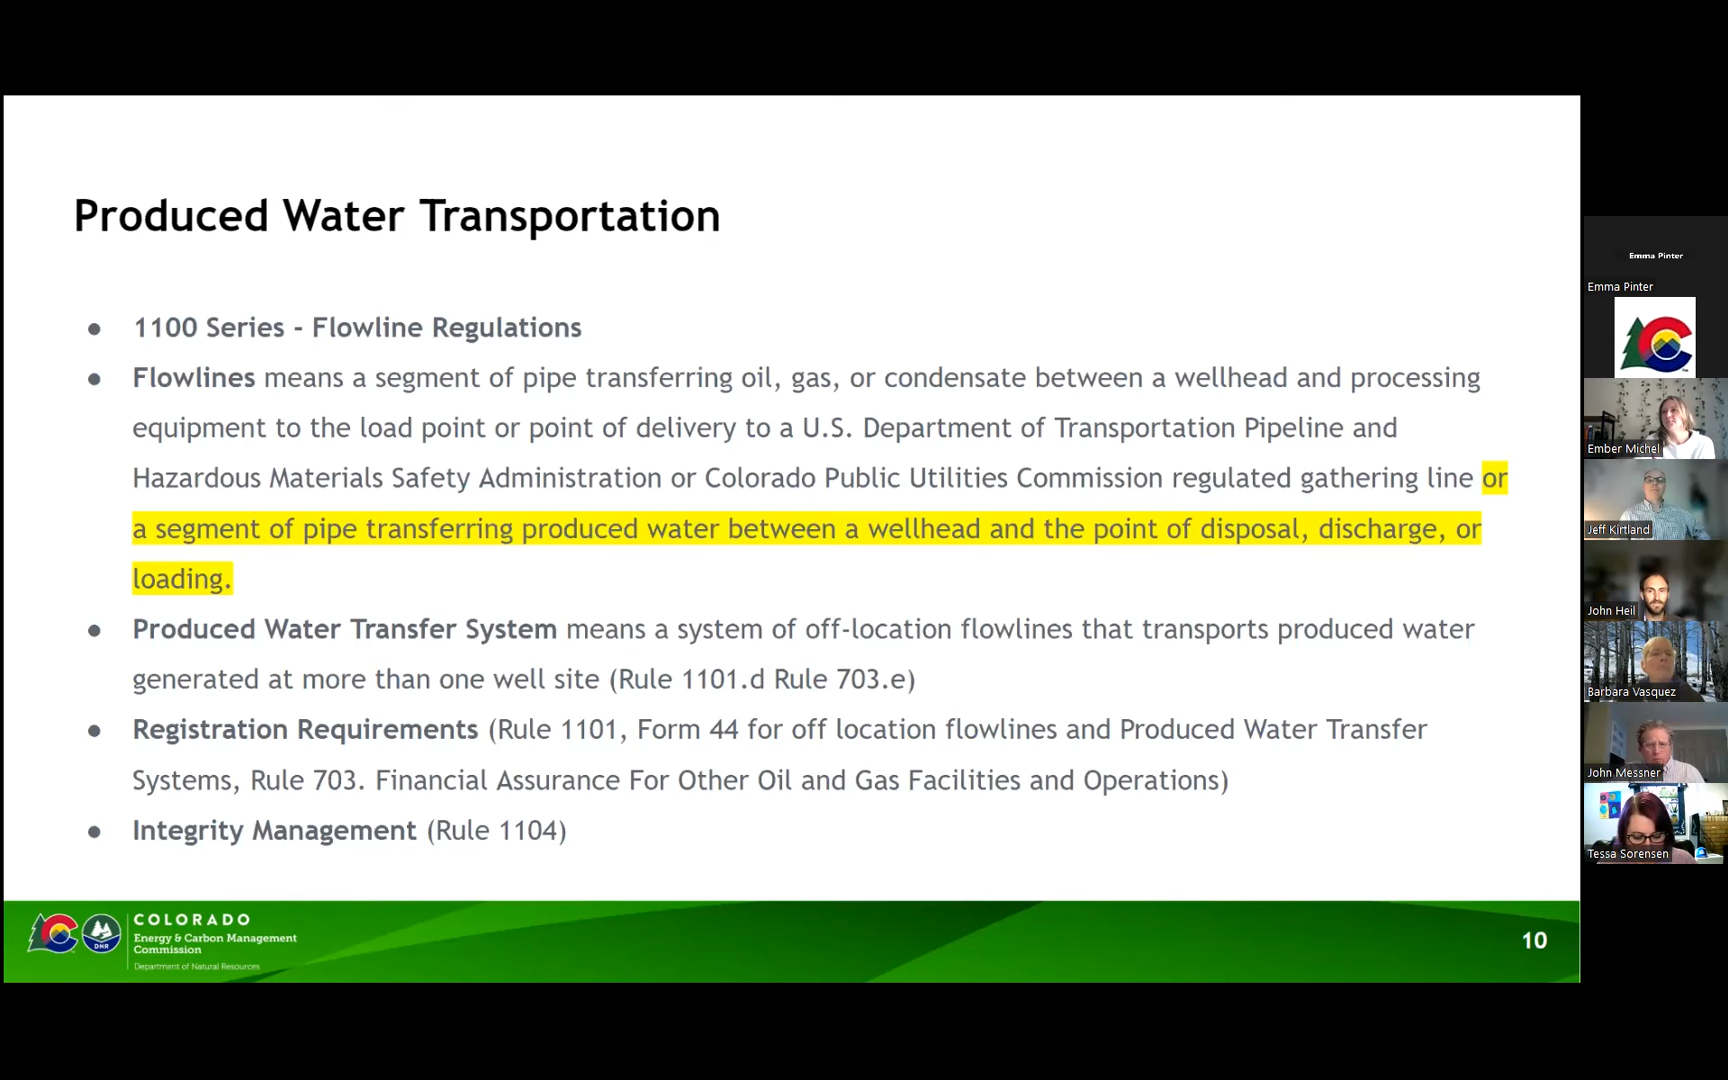 Produced Water Transportation
● 1100 Series - Flowline Regulations
● Flowlines means a segment of pipe transferring oil, gas, or condensate between a wellhead and processing
equipment to the load point or point of delivery to a U.S. Department of Transportation Pipeline and
Hazardous Materials Safety Administration or Colorado Public Utilities Commission regulated gathering line or
a segment of pipe transferring produced water between a wellhead and the point of disposal, discharge, or
loading.
● Produced Water Transfer System means a system of off-location flowlines that transports produced water
generated at more than one well site (Rule 1101.d Rule 703.e)
● Registration Requirements (Rule 1101, Form 44 for off location flowlines and Produced Water Transfer
Systems, Rule 703. Financial Assurance For Other Oil and Gas Facilities and Operations)
● Integrity Management (Rule 1104)
DNR
COLORADO
Energy & Carbon Management
Commission
Department of Natural Resources
10
Emma Pinter
Emma Pinter
Ember Michel
Jeff Kirtland
John Heil
Barbara Vasquez
John Messner
Tessa Sorensen